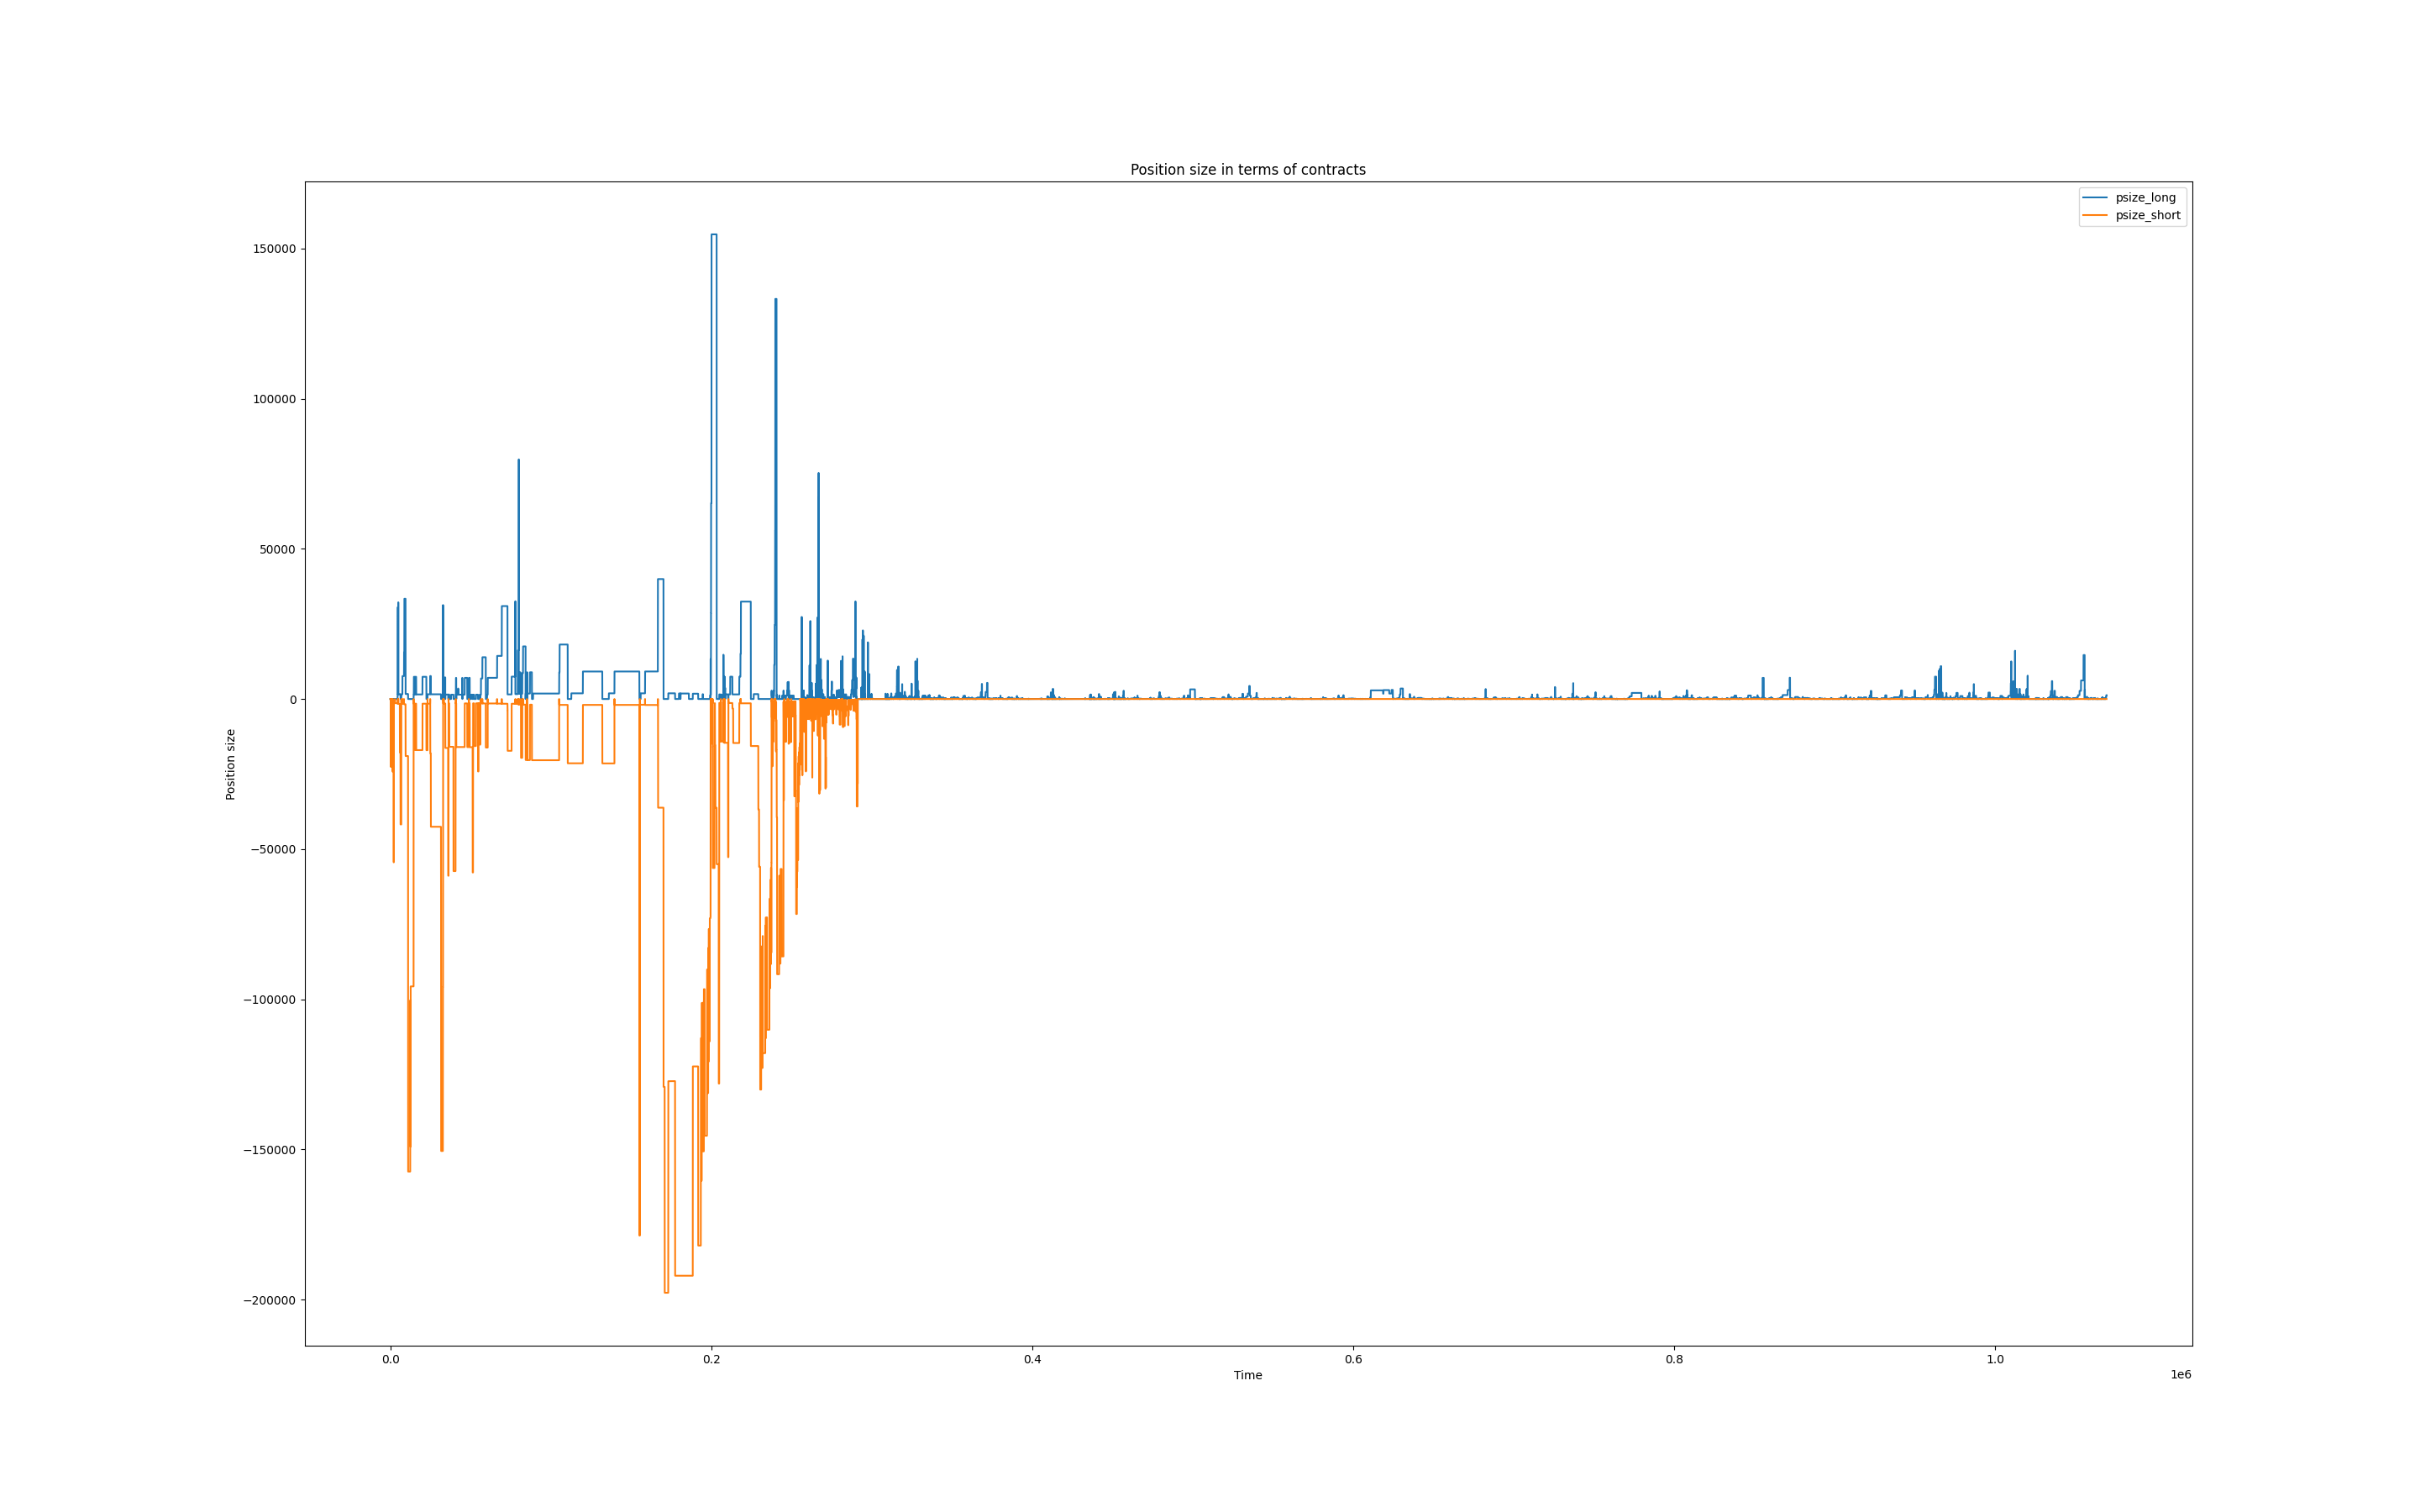 Position size in terms of contracts
psize_long
psize_short
150000
100000
50000
0
−50000
−100000
−150000
−200000
Position size
0.0 0.2 0.4 0.6 0.8 1.0
Time
1e6